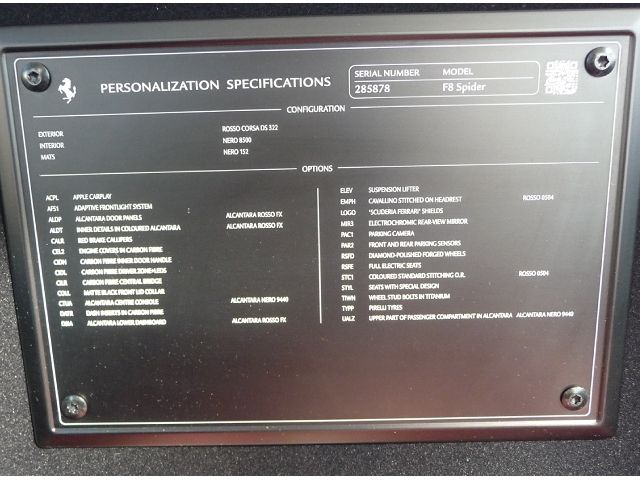 PERSONALIZATION SPECIFICATIONS
SERIAL NUMBER MODEL
285878 F8 Spider
CONFIGURATION
EXTERIOR ROSSO CORSA DS 322
INTERIOR NERO 8500
MATS NERO 152
OPTIONS
ACPL APPLE CARPLAY
AFS1 ADAPTIVE FRONTLIGHT SYSTEM
ALDP ALCANTARA DOOR PANELS ALCANTARA ROSSO FX
ALDT INNER DETAILS IN COLOURED ALCANTARA ALCANTARA ROSSO FX
CALR RED BRAKE CALLIPERS
CEL2 ENGINE COVERS IN CARBON FIBRE
CIDH CARBON FIBRE INNER DOOR HANDLE
CLDL CARBON FIBRE DRIVER ZONE+LEDS
CILR CARBON FIBRE CENTRAL BRIDGE
COLL MATTE BLACK FRONT LID COLLAR
CTUA ALCANTARA CENTRE CONSOLE ALCANTARA NERO 9440
DATR DASH INSERTS IN CARBON FIBRE
DJBA ALCANTARA LOWER DASHBOARD ALCANTARA ROSSO FX
ELEV SUSPENSION LIFTER
EMPH CAVALLINO STITCHED ON HEADREST ROSSO 0504
LOGO "SCUDERIA FERRARI" SHIELDS
MIR3 ELECTROCHROMIC REAR-VIEW MIRROR
PAC1 PARKING CAMERA
PAR2 FRONT AND REAR PARKING SENSORS
RSFD DIAMOND-POLISHED FORGED WHEELS
RSFE FULL ELECTRIC SEATS
STC1 COLOURED STANDARD STITCHING O.R. ROSSO 0504
STYL SEATS WITH SPECIAL DESIGN
TIWH WHEEL STUD BOLTS IN TITANIUM
TYPP PIRELLI TYRES
UALZ UPPER PART OF PASSENGER COMPARTMENT IN ALCANTARA ALCANTARA NERO 9440